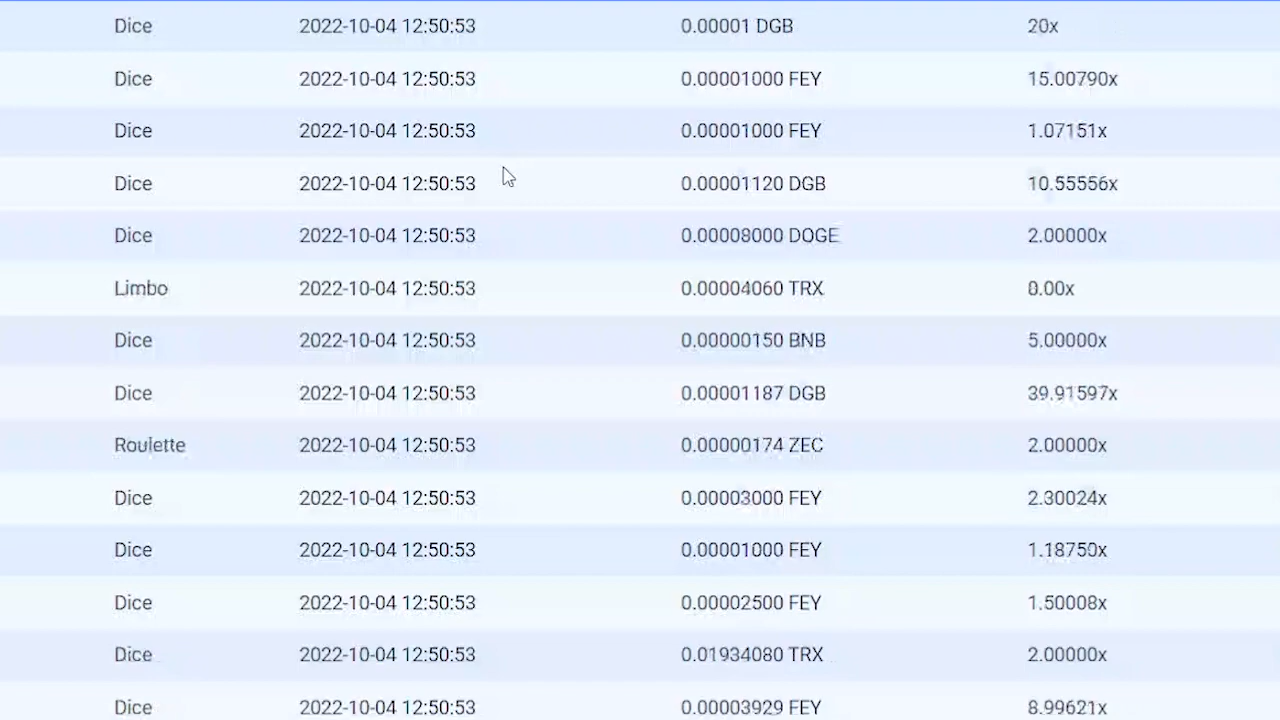 Dice 2022-10-04 12:50:53 0.00001 DGB 20x
Dice 2022-10-04 12:50:53 0.00001000 FEY 15.00790x
Dice 2022-10-04 12:50:53 0.00001000 FEY 1.07151x
Dice 2022-10-04 12:50:53 0.00001120 DGB 10.55556x
Dice 2022-10-04 12:50:53 0.00008000 DOGE 2.00000x
Limbo 2022-10-04 12:50:53 0.00004060 TRX 0.00x
Dice 2022-10-04 12:50:53 0.00000150 BNB 5.00000x
Dice 2022-10-04 12:50:53 0.00001187 DGB 39.91597x
Roulette 2022-10-04 12:50:53 0.00000174 ZEC 2.00000x
Dice 2022-10-04 12:50:53 0.00003000 FEY 2.30024x
Dice 2022-10-04 12:50:53 0.00001000 FEY 1.18750x
Dice 2022-10-04 12:50:53 0.00002500 FEY 1.50008x
Dice 2022-10-04 12:50:53 0.01934080 TRX 2.00000x
Dice 2022-10-04 12:50:53 0.00003929 FEY 8.99621x